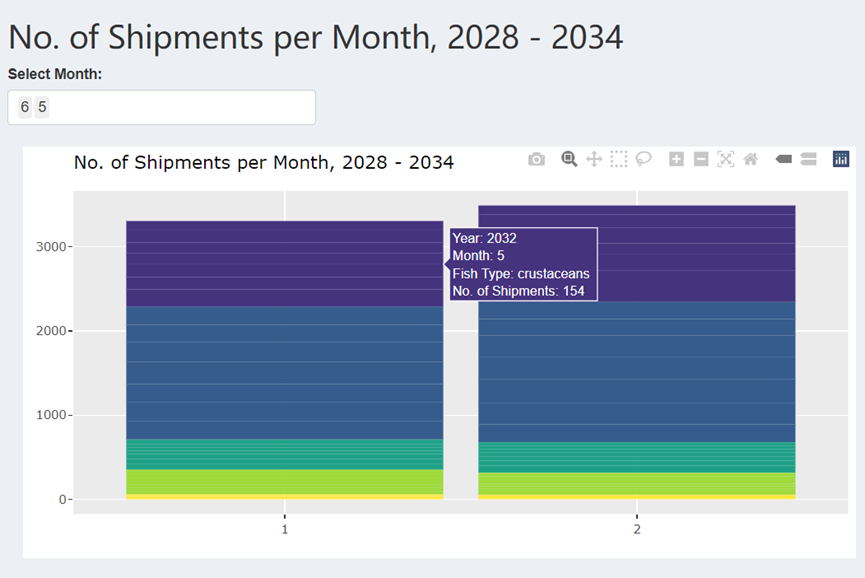 No. of Shipments per Month, 2028 - 2034
Select Month:
6 5
No. of Shipments per Month, 2028 - 2034
3000
2000
1000
0
Year: 2032
Month: 5
Fish Type: crustaceans
No. of Shipments: 154
1 2